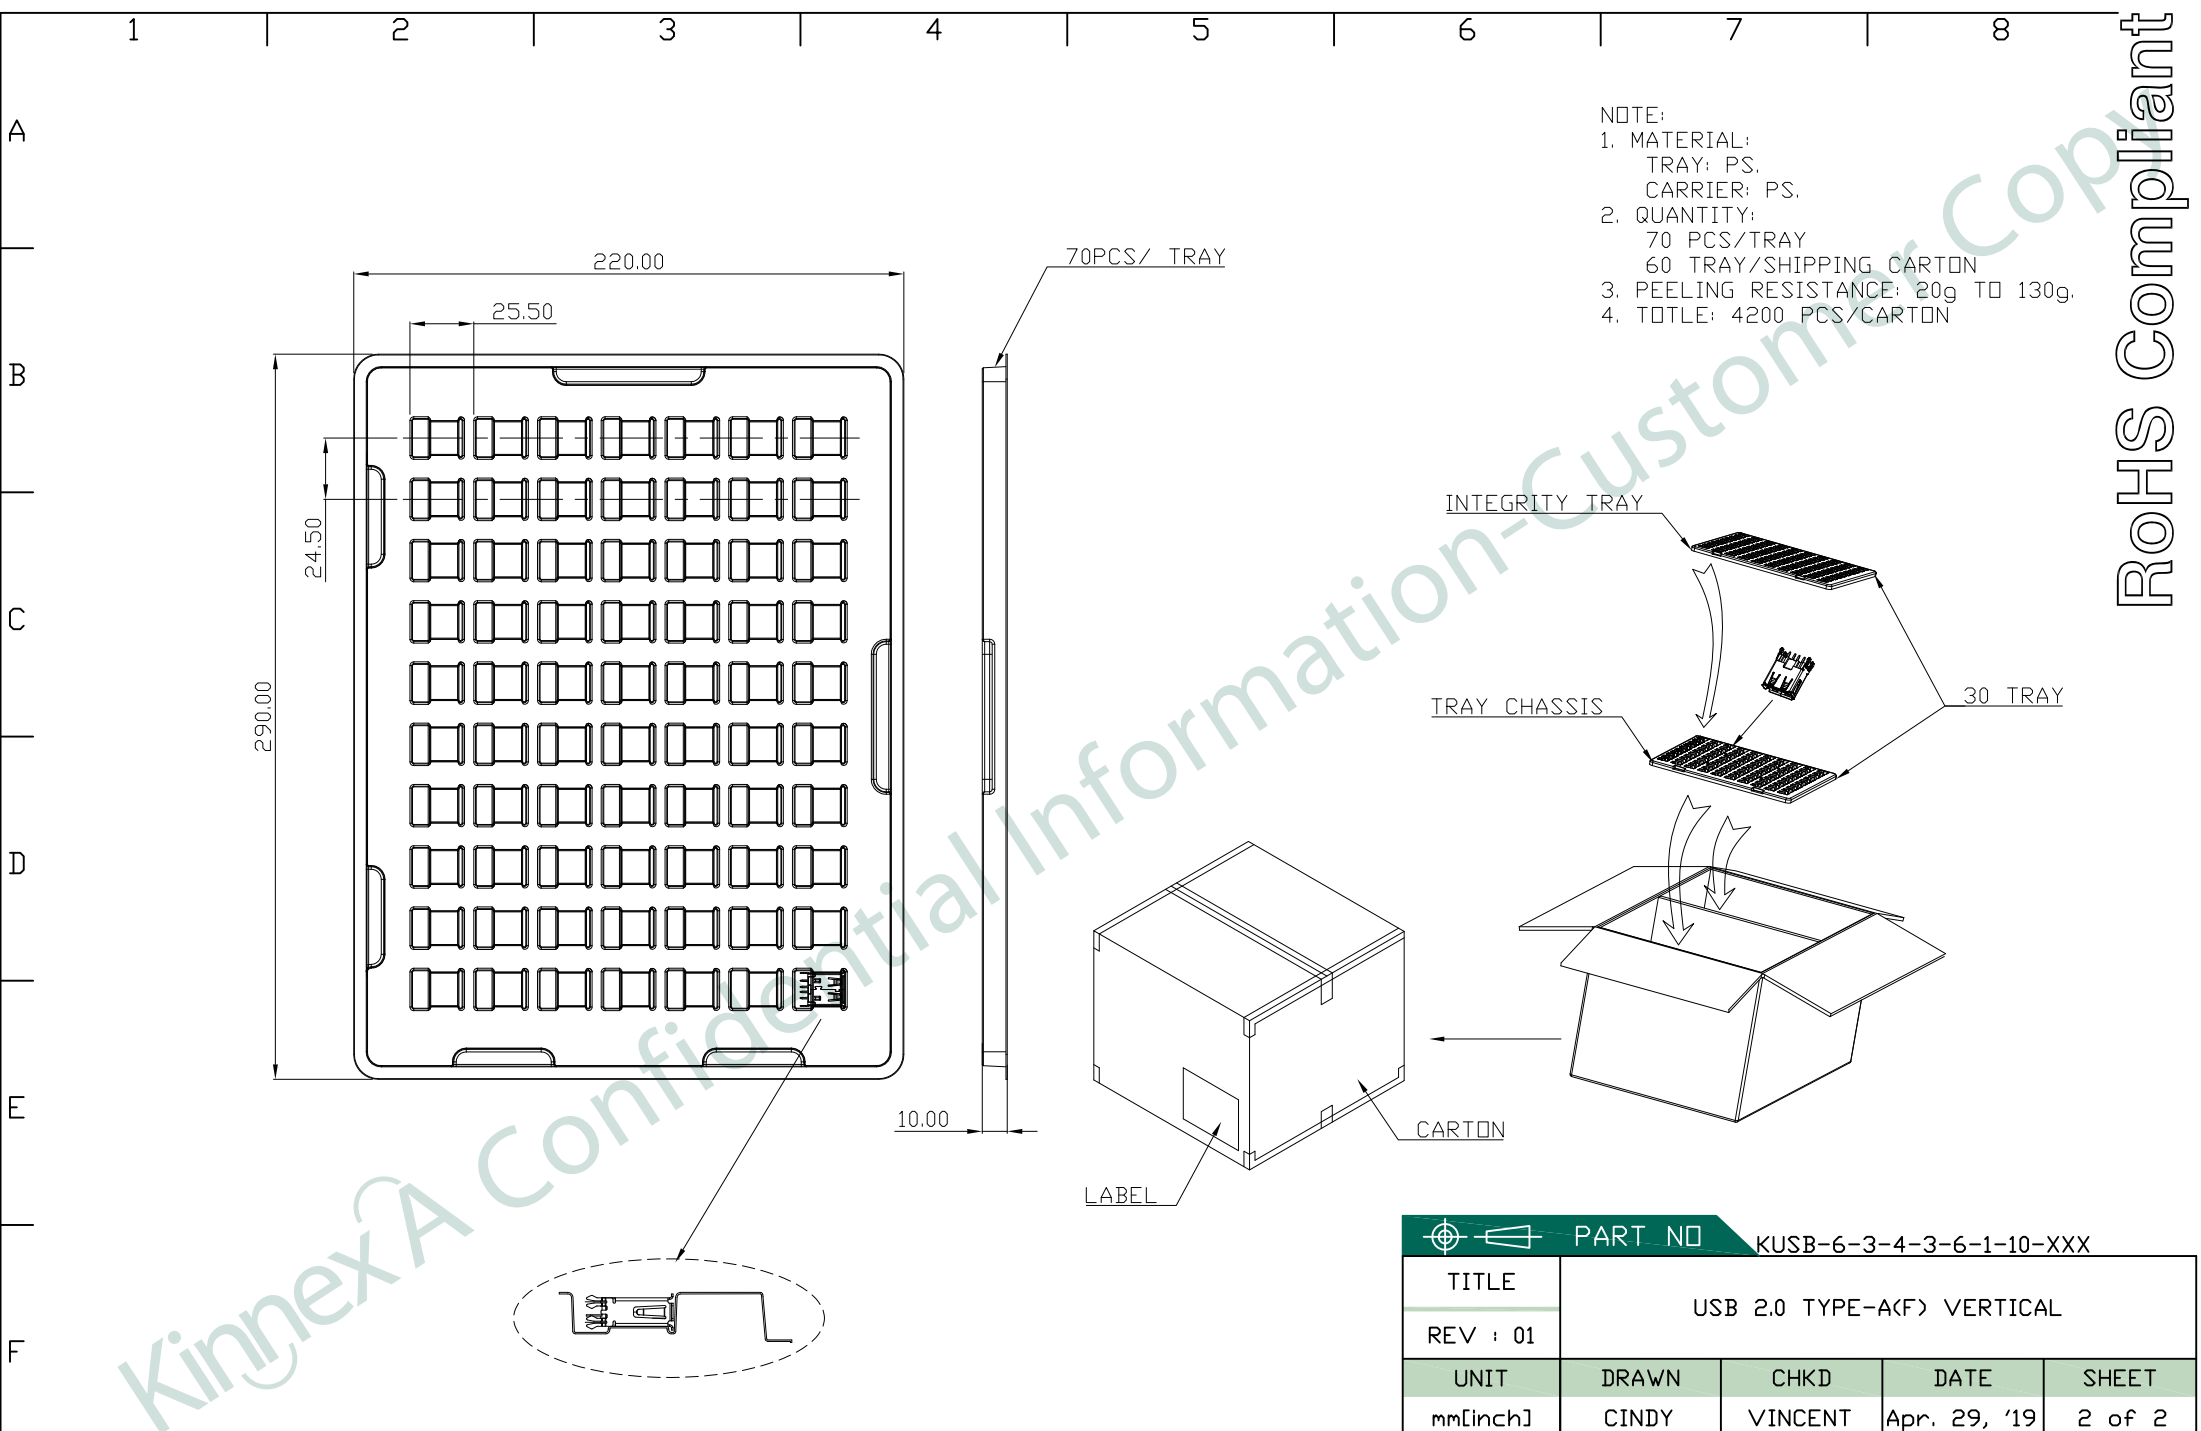 1 2 3 4 5 6 7 8
RoHS Compliant
A
B
C
D
E
F
NOTE:
1. MATERIAL:
TRAY: PS.
CARRIER: PS.
2. QUANTITY:
70 PCS/TRAY
60 TRAY/SHIPPING CARTON
3. PEELING RESISTANCE: 20g TO 130g.
4. TOTLE: 4200 PCS/CARTON
220.00
25.50
24.50
290.00
10.00
70PCS/ TRAY
INTEGRITY TRAY
TRAY CHASSIS
30 TRAY
CARTON
LABEL
KinnexA Confidential Information-Customer Copy
PART NO KUSB-6-3-4-3-6-1-10-XXX
TITLE
USB 2.0 TYPE-A(F) VERTICAL
REV : 01
UNIT DRAWN CHKD DATE SHEET
mm[inch] CINDY VINCENT Apr. 29, '19 2 of 2